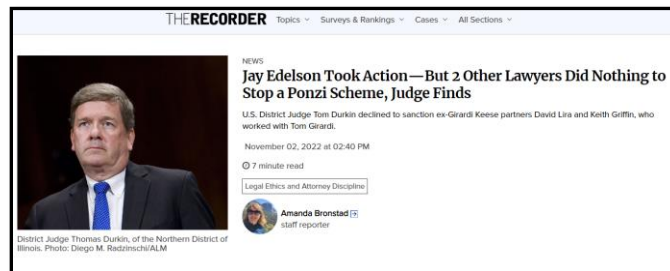 THE RECORDER Topics Surveys & Rankings Cases All Sections
NEWS
Jay Edelson Took Action—But 2 Other Lawyers Did Nothing to
Stop a Ponzi Scheme, Judge Finds
U.S. District Judge Tom Durkin declined to sanction ex-Girardi Keese partners David Lira and Keith Griffin, who
worked with Tom Girardi.
November 02, 2022 at 02:40 PM
7 minute read
Legal Ethics and Attorney Discipline
Amanda Bronstad
staff reporter
District Judge Thomas Durkin, of the Northern District of
Illinois. Photo: Diego M. Radzinschi/ALM